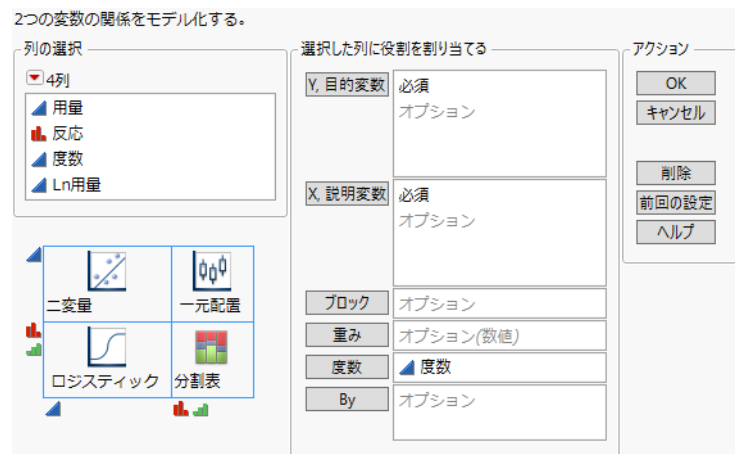 2つの変数の関係をモデル化する。
列の選択
4列
用量
反応
度数
Ln用量
二変量
一元配置
ロジスティック
分割表
選択した列に役割を割り当てる
Y, 目的変数
必須
オプション
X, 説明変数
必須
オプション
ブロック
オプション
重み
オプション(数値)
度数
度数
By
オプション
アクション
OK
キャンセル
削除
前回の設定
ヘルプ